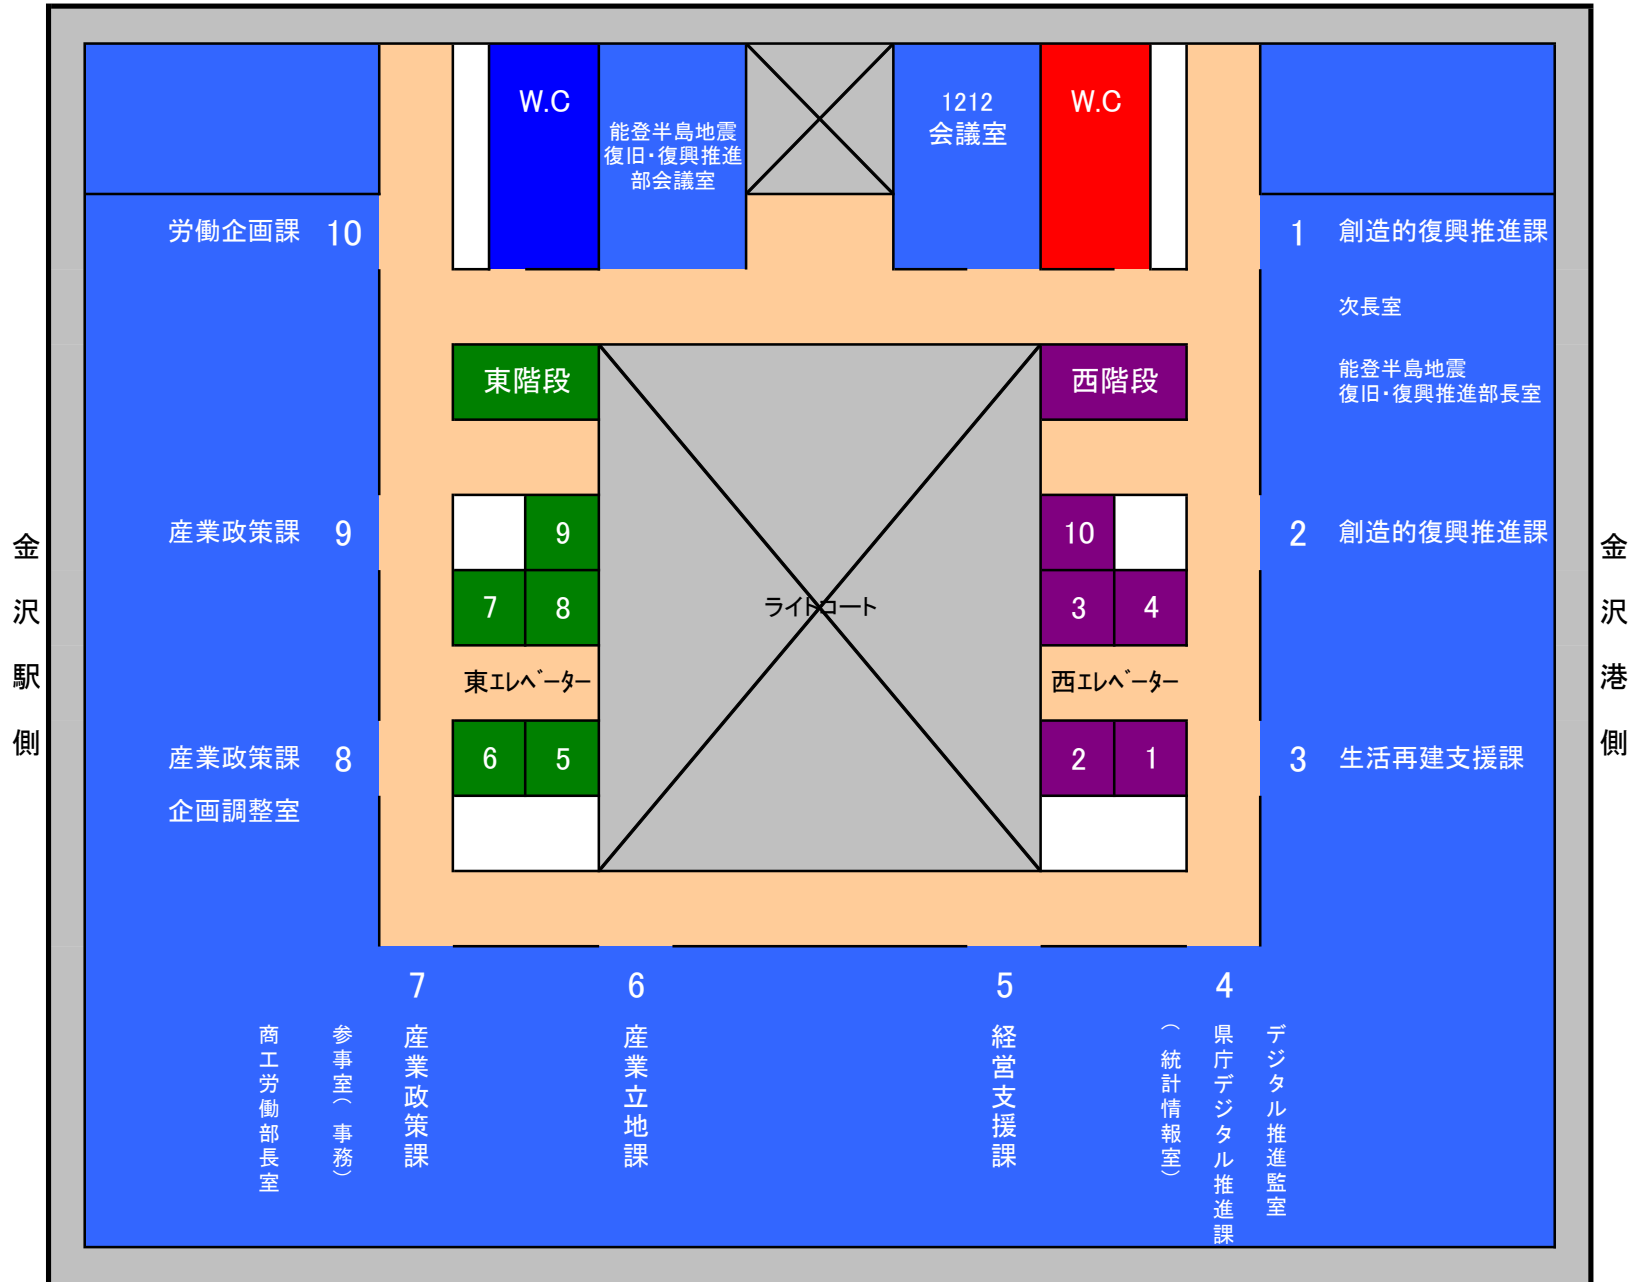 W.C
能登半島地震
復旧・復興推進
部会議室
1212
会議室
W.C
労働企画課 10
1 創造的復興推進課
次長室
能登半島地震
復旧・復興推進部長室
東階段
西階段
産業政策課 9
9
10
2 創造的復興推進課
7 8
ライトコート
3 4
東エレベーター
西エレベーター
産業政策課 8
企画調整室
6 5
2 1
3 生活再建支援課
金沢駅側
金沢港側
7
産業政策課
参事室(事務)
商工労働部長室
6
産業立地課
5
経営支援課
4
デジタル推進監室
県庁デジタル推進課
(統計情報室)